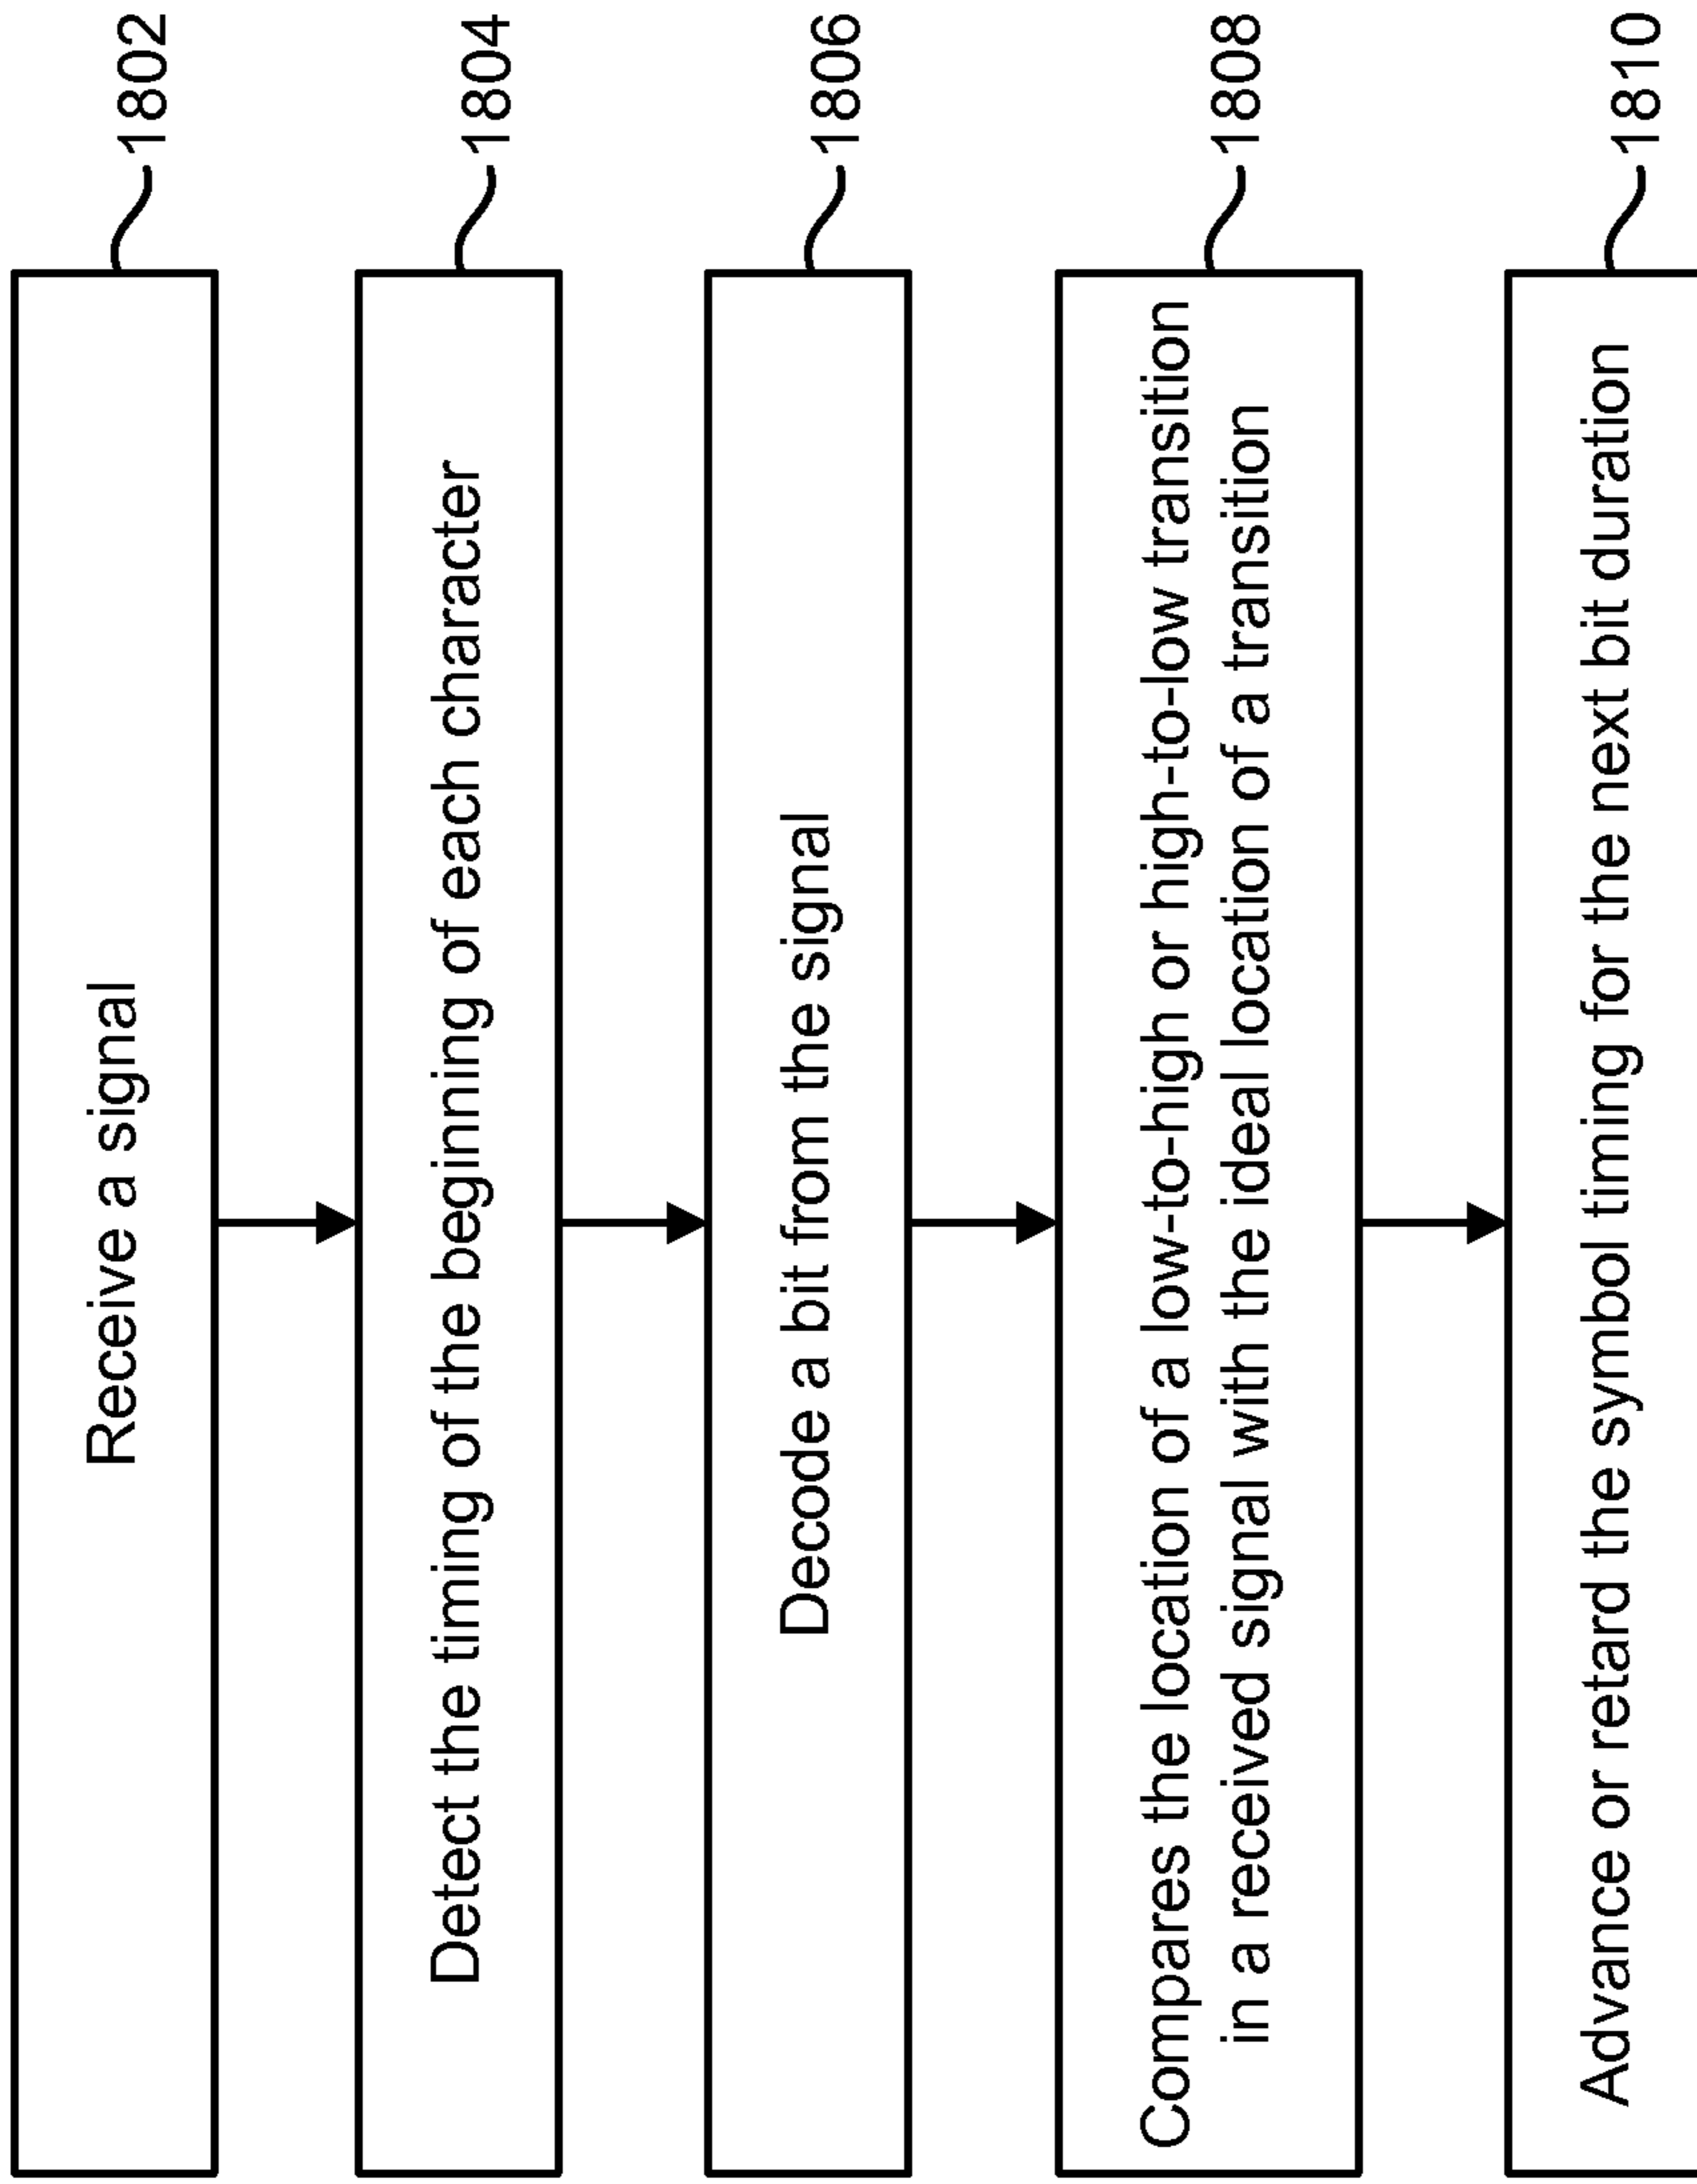 Receive a signal
1802
Detect the timing of the beginning of each character
1804
Decode a bit from the signal
1806
Compares the location of a low-to-high or high-to-low transition
in a received signal with the ideal location of a transition
1808
Advance or retard the symbol timing for the next bit duration
1810